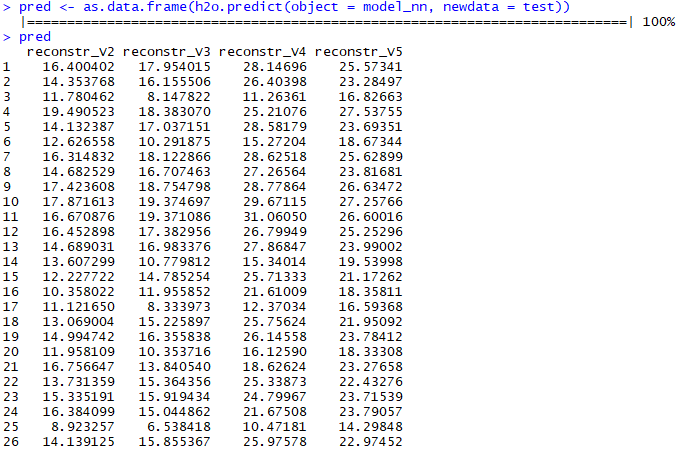 > pred <- as.data.frame(h2o.predict(object = model_nn, newdata = test))
|======================================================================| 100%
> pred
reconstr_V2 reconstr_V3 reconstr_V4 reconstr_V5
1 16.400402 17.954015 28.14696 25.57341
2 14.353768 16.155506 26.40398 23.28497
3 11.780462 8.147822 11.26361 16.82663
4 19.490523 18.383070 25.21076 27.53755
5 14.132387 17.037151 28.58179 23.69351
6 12.626558 10.291875 15.27204 18.67344
7 16.314832 18.122866 28.62518 25.62899
8 14.682529 16.707463 27.26564 23.81681
9 17.423608 18.754798 28.77864 26.63472
10 17.871613 19.374697 29.67115 27.25766
11 16.670876 19.371086 31.06050 26.60016
12 16.452898 17.382956 26.79949 25.25296
13 14.689031 16.983376 27.86847 23.99002
14 13.607299 10.779812 15.34014 19.53998
15 12.227722 14.785254 25.71333 21.17262
16 10.358022 11.955852 21.61009 18.35811
17 11.121650 8.333973 12.37034 16.59368
18 13.069004 15.225897 25.75624 21.95092
19 14.994742 16.355838 26.14558 23.78412
20 11.958109 10.353716 16.12590 18.33308
21 16.756647 13.840540 18.62624 23.27658
22 13.731359 15.364356 25.33873 22.43276
23 15.335191 15.919434 24.79967 23.71539
24 16.384099 15.044862 21.67508 23.79057
25 8.923257 6.538418 10.47181 14.29848
26 14.139125 15.855367 25.97578 22.97452